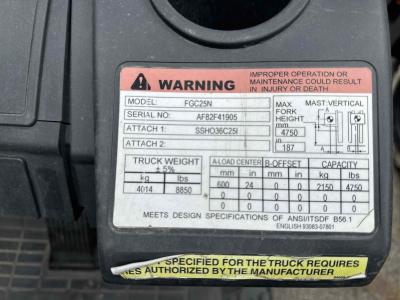 WARNING
IMPROPER OPERATION OR
MAINTENANCE COULD RESULT
IN INJURY OR DEATH
MODEL: FGC25N
SERIAL NO: AF82F41905
ATTACH 1: SSHO36C25I
ATTACH 2:
MAX FORK HEIGHT
mm
4750
in
187
MAST:VERTICAL
A
B
TRUCK WEIGHT
± 5%
kg lbs
4014 8850
A-LOAD CENTER B-OFFSET CAPACITY
mm in mm in kg lbs
600 24 0 0 2150 4750
0 0 0 0 0 0
0 0 0 0 0 0
MEETS DESIGN SPECIFICATIONS OF ANSI/ITSDF B56.1
ENGLISH 93983-07801
T SPECIFIED FOR THE TRUCK REQUIRES
ES AUTHORIZED BY THE MANUFACTURER